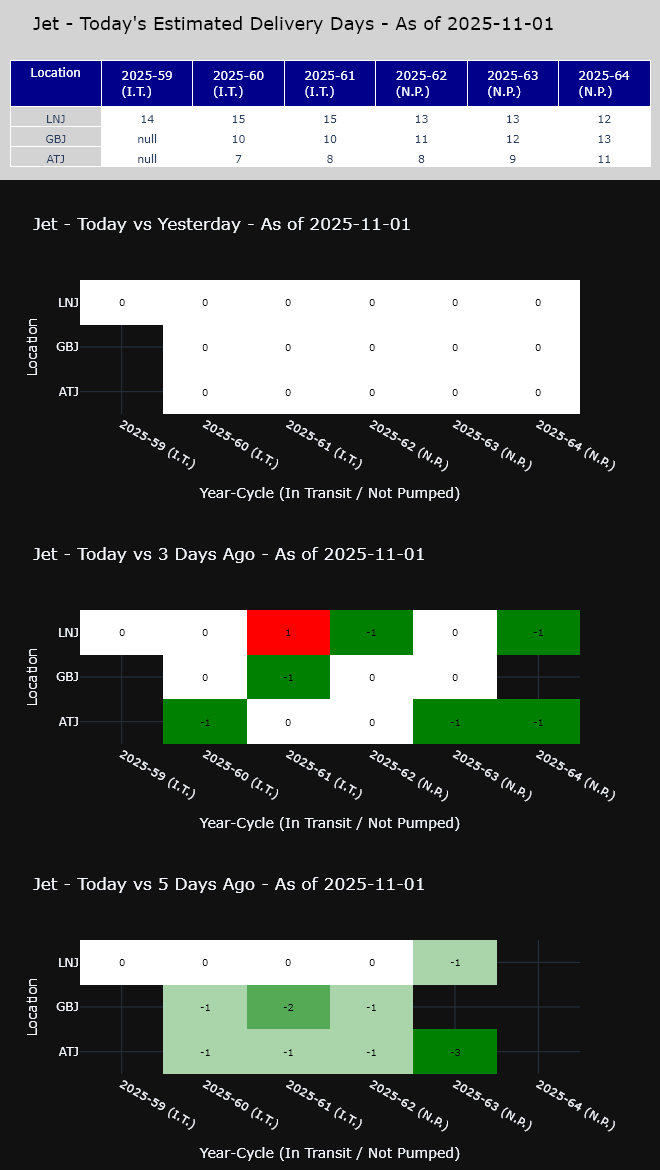 Jet - Today's Estimated Delivery Days - As of 2025-11-01
Location 2025-59 (I.T.) 2025-60 (I.T.) 2025-61 (I.T.) 2025-62 (N.P.) 2025-63 (N.P.) 2025-64 (N.P.)
LNJ 14 15 15 13 13 12
GBJ null 10 10 11 12 13
ATJ null 7 8 8 9 11
Jet - Today vs Yesterday - As of 2025-11-01
Location
LNJ 0 0 0 0 0 0
GBJ 0 0 0 0 0
ATJ 0 0 0 0 0
2025-59 (I.T.) 2025-60 (I.T.) 2025-61 (I.T.) 2025-62 (N.P.) 2025-63 (N.P.) 2025-64 (N.P.)
Year-Cycle (In Transit / Not Pumped)
Jet - Today vs 3 Days Ago - As of 2025-11-01
Location
LNJ 0 0 1 -1 0 -1
GBJ 0 -1 0 0
ATJ -1 0 0 -1 -1
2025-59 (I.T.) 2025-60 (I.T.) 2025-61 (I.T.) 2025-62 (N.P.) 2025-63 (N.P.) 2025-64 (N.P.)
Year-Cycle (In Transit / Not Pumped)
Jet - Today vs 5 Days Ago - As of 2025-11-01
Location
LNJ 0 0 0 0 -1
GBJ -1 -2 -1
ATJ -1 -1 -1 -3
2025-59 (I.T.) 2025-60 (I.T.) 2025-61 (I.T.) 2025-62 (N.P.) 2025-63 (N.P.) 2025-64 (N.P.)
Year-Cycle (In Transit / Not Pumped)